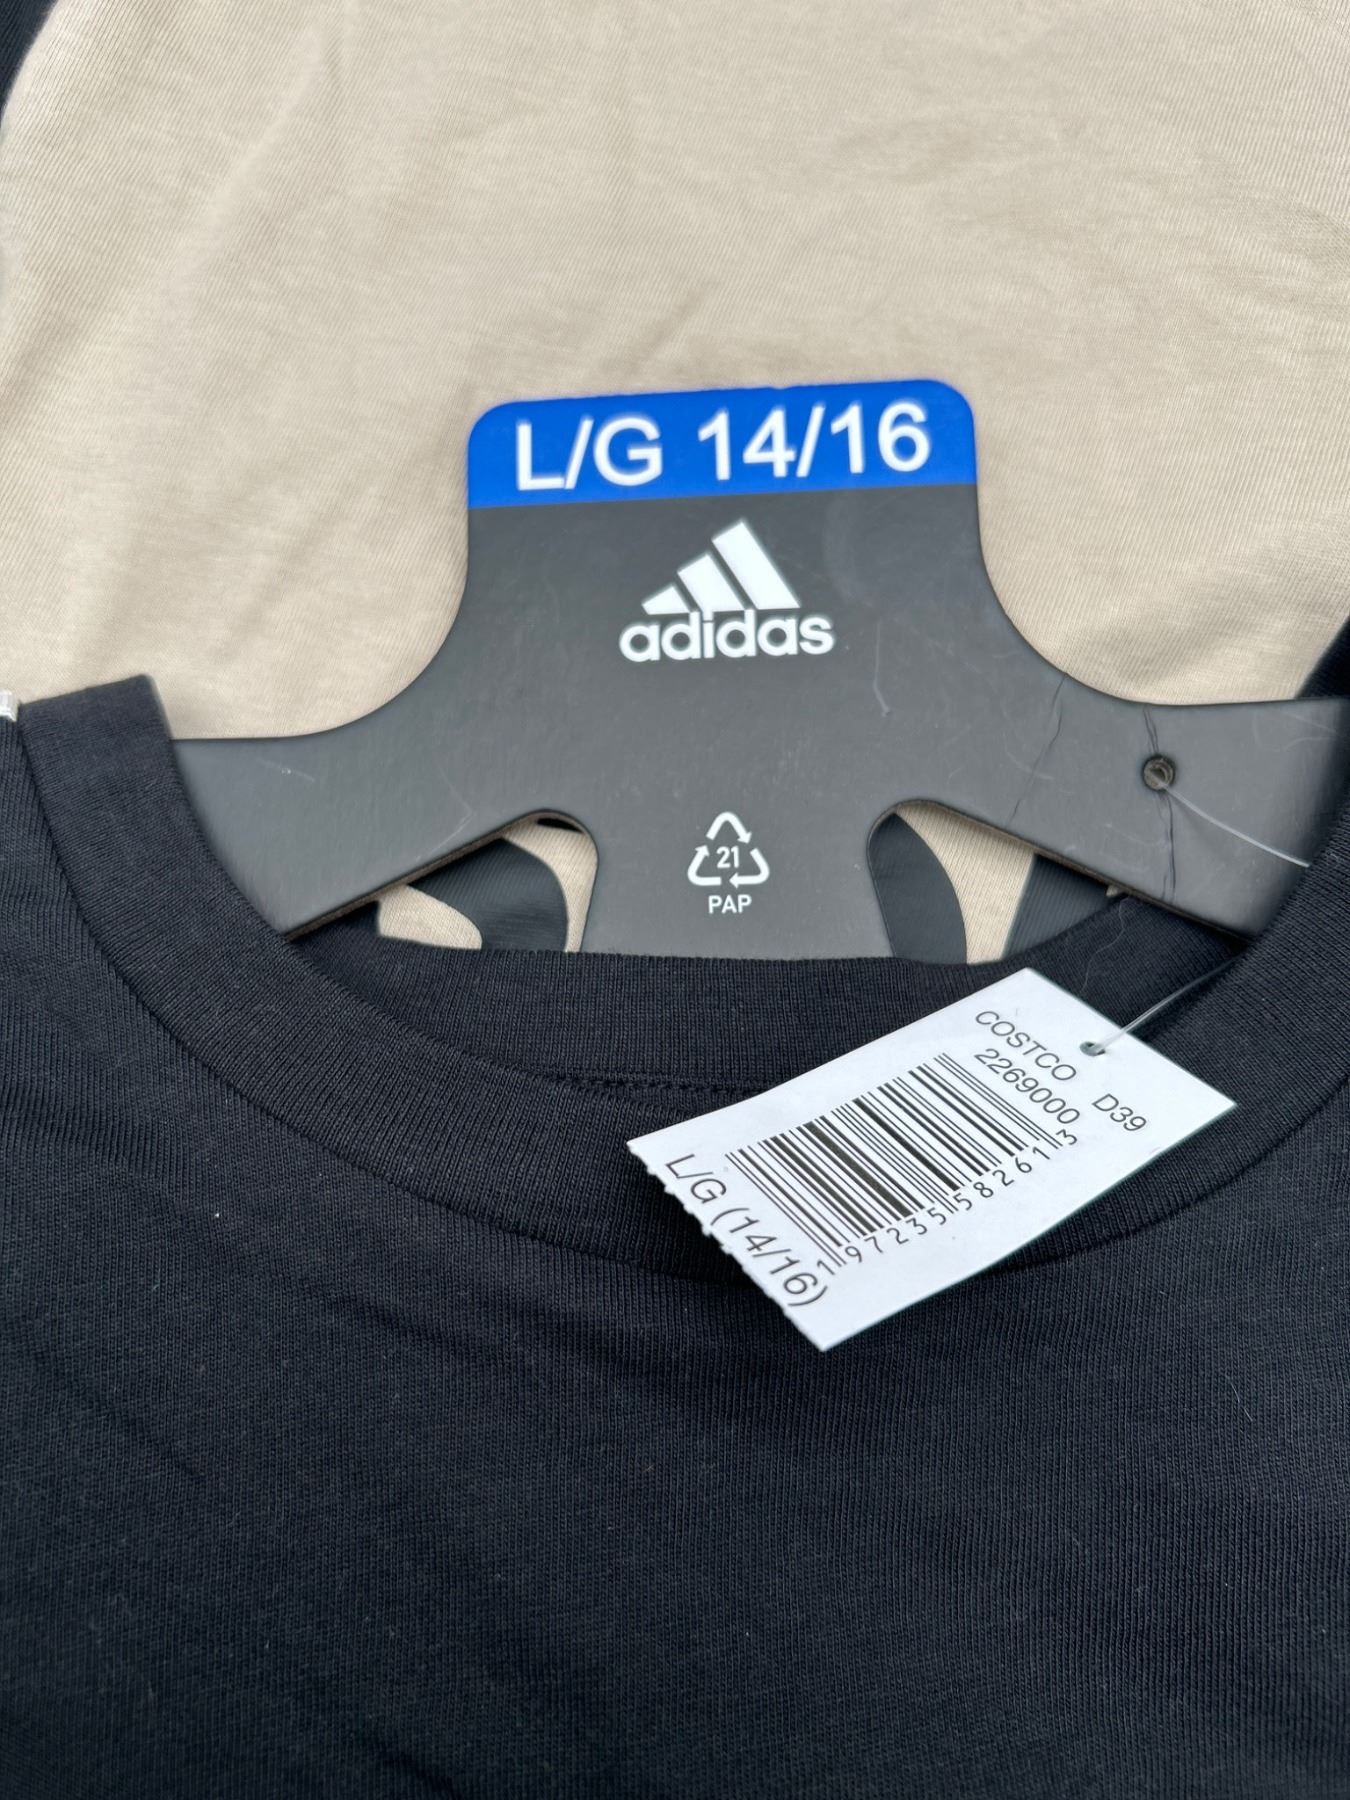 L/G 14/16
adidas
21
PAP
COSTCO D39
2269000
1 97235 58261 3
L/G (14/16)